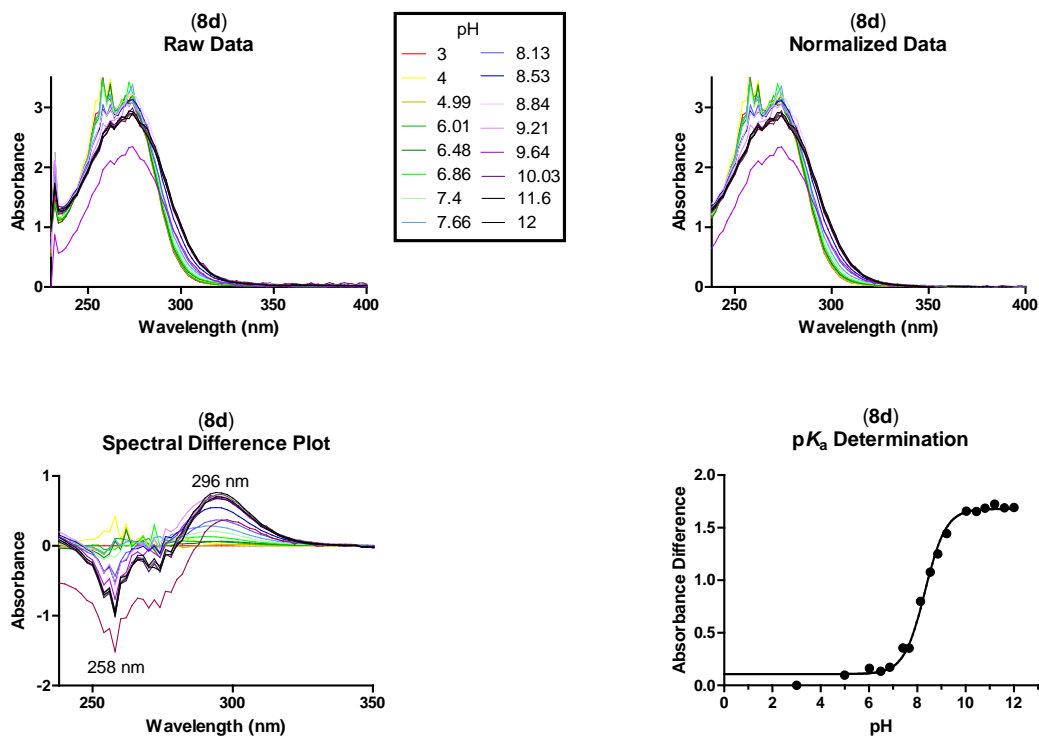 (8d)
Raw Data
3
2
1
0
250
300
350
400
Absorbance
Wavelength (nm)
pH
3
4
4.99
6.01
6.48
6.86
7.4
7.66
8.13
8.53
8.84
9.21
9.64
10.03
11.6
12
(8d)
Normalized Data
3
2
1
0
250
300
350
400
Absorbance
Wavelength (nm)
(8d)
Spectral Difference Plot
296 nm
258 nm
1
0
-1
-2
250
300
350
Absorbance
Wavelength (nm)
(8d)
pKa Determination
2.0
1.5
1.0
0.5
0.0
0 2 4 6 8 10 12
Absorbance Difference
pH